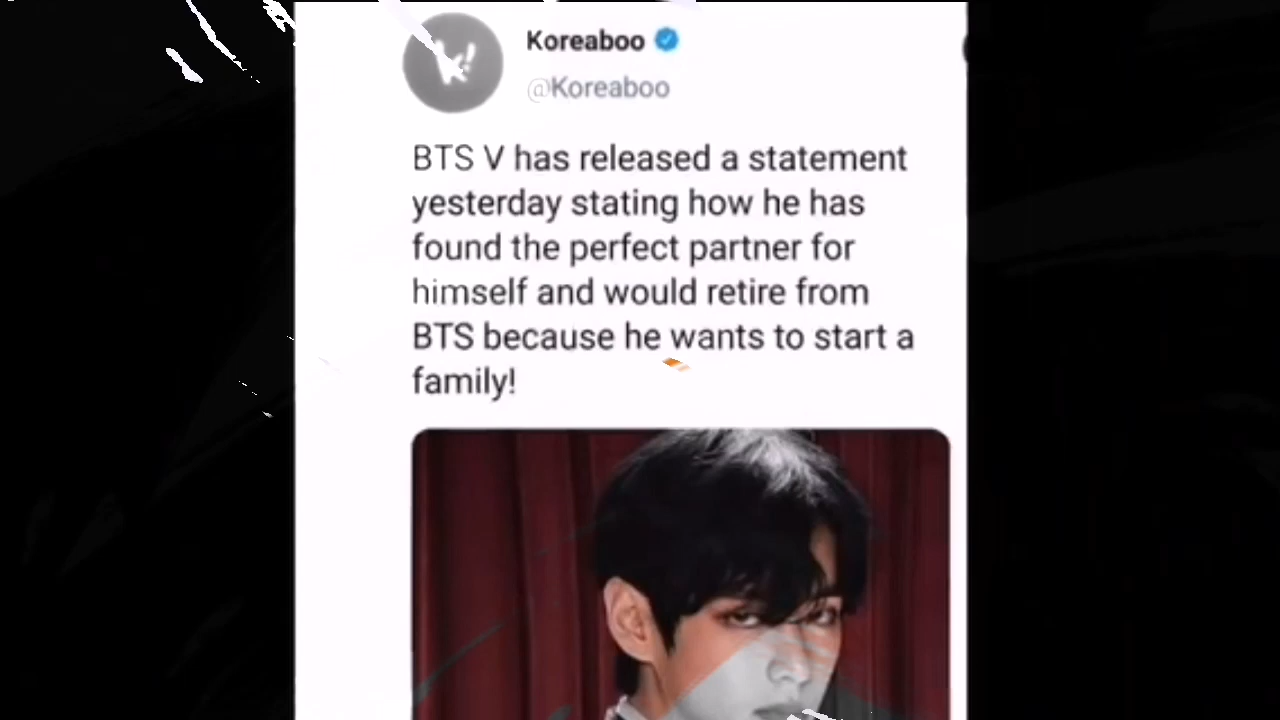 Koreaboo
@Koreaboo
BTS V has released a statement
yesterday stating how he has
found the perfect partner for
himself and would retire from
BTS because he wants to start a
family!